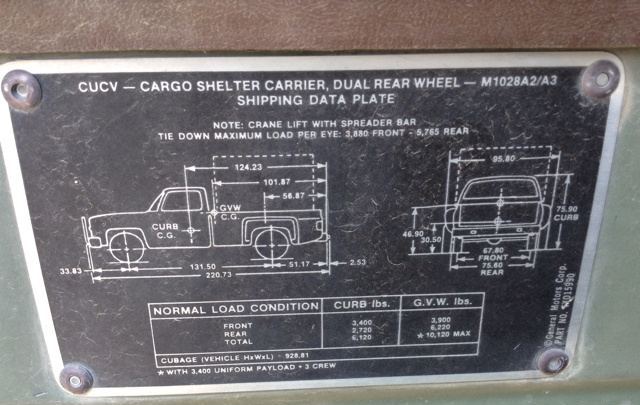 CUCV — CARGO SHELTER CARRIER, DUAL REAR WHEEL — M1028A2/A3
SHIPPING DATA PLATE
NOTE: CRANE LIFT WITH SPREADER BAR
TIE DOWN MAXIMUM LOAD PER EYE: 3,880 FRONT - 5,765 REAR
124.23
101.87
56.87
GVW
C.G.
CURB
C.G.
33.83
131.50
51.17
2.53
220.73
95.80
75.90
CURB
46.90
30.50
67.80
FRONT
75.60
REAR
NORMAL LOAD CONDITION CURB lbs. G.V.W. lbs.
FRONT 3,400 3,900
REAR 2,720 6,220
TOTAL 6,120 * 10,120 MAX
CUBAGE (VEHICLE HxWxL) - 928.81
* WITH 3,400 UNIFORM PAYLOAD + 3 CREW
©General Motors Corp.
PART NO.